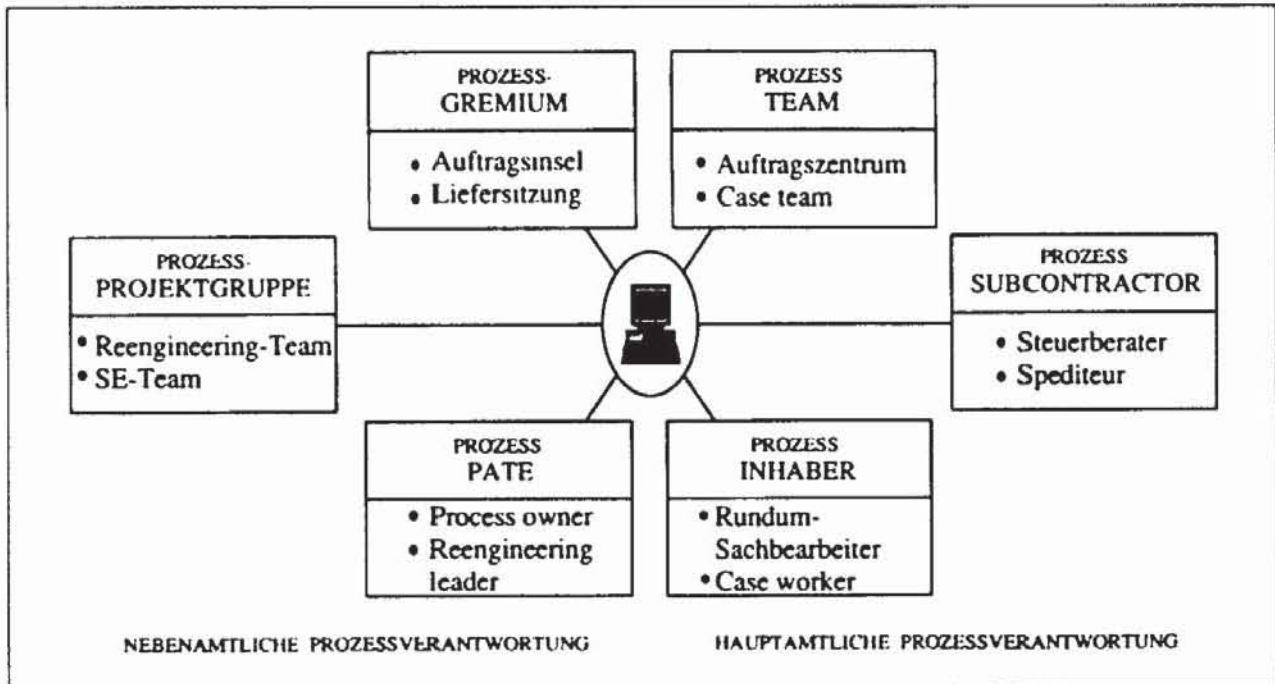 PROZESS-
GREMIUM
• Auftragsinsel
• Liefersitzung
PROZESS
TEAM
• Auftragszentrum
• Case team
PROZESS-
PROJEKTGRUPPE
• Reengineering-Team
• SE-Team
PROZESS
SUBCONTRACTOR
• Steuerberater
• Spediteur
PROZESS
PATE
• Process owner
• Reengineering
leader
PROZESS
INHABER
• Rundum-
Sachbearbeiter
• Case worker
NEBENAMTLICHE PROZESSVERANTWORTUNG
HAUPTAMTLICHE PROZESSVERANTWORTUNG